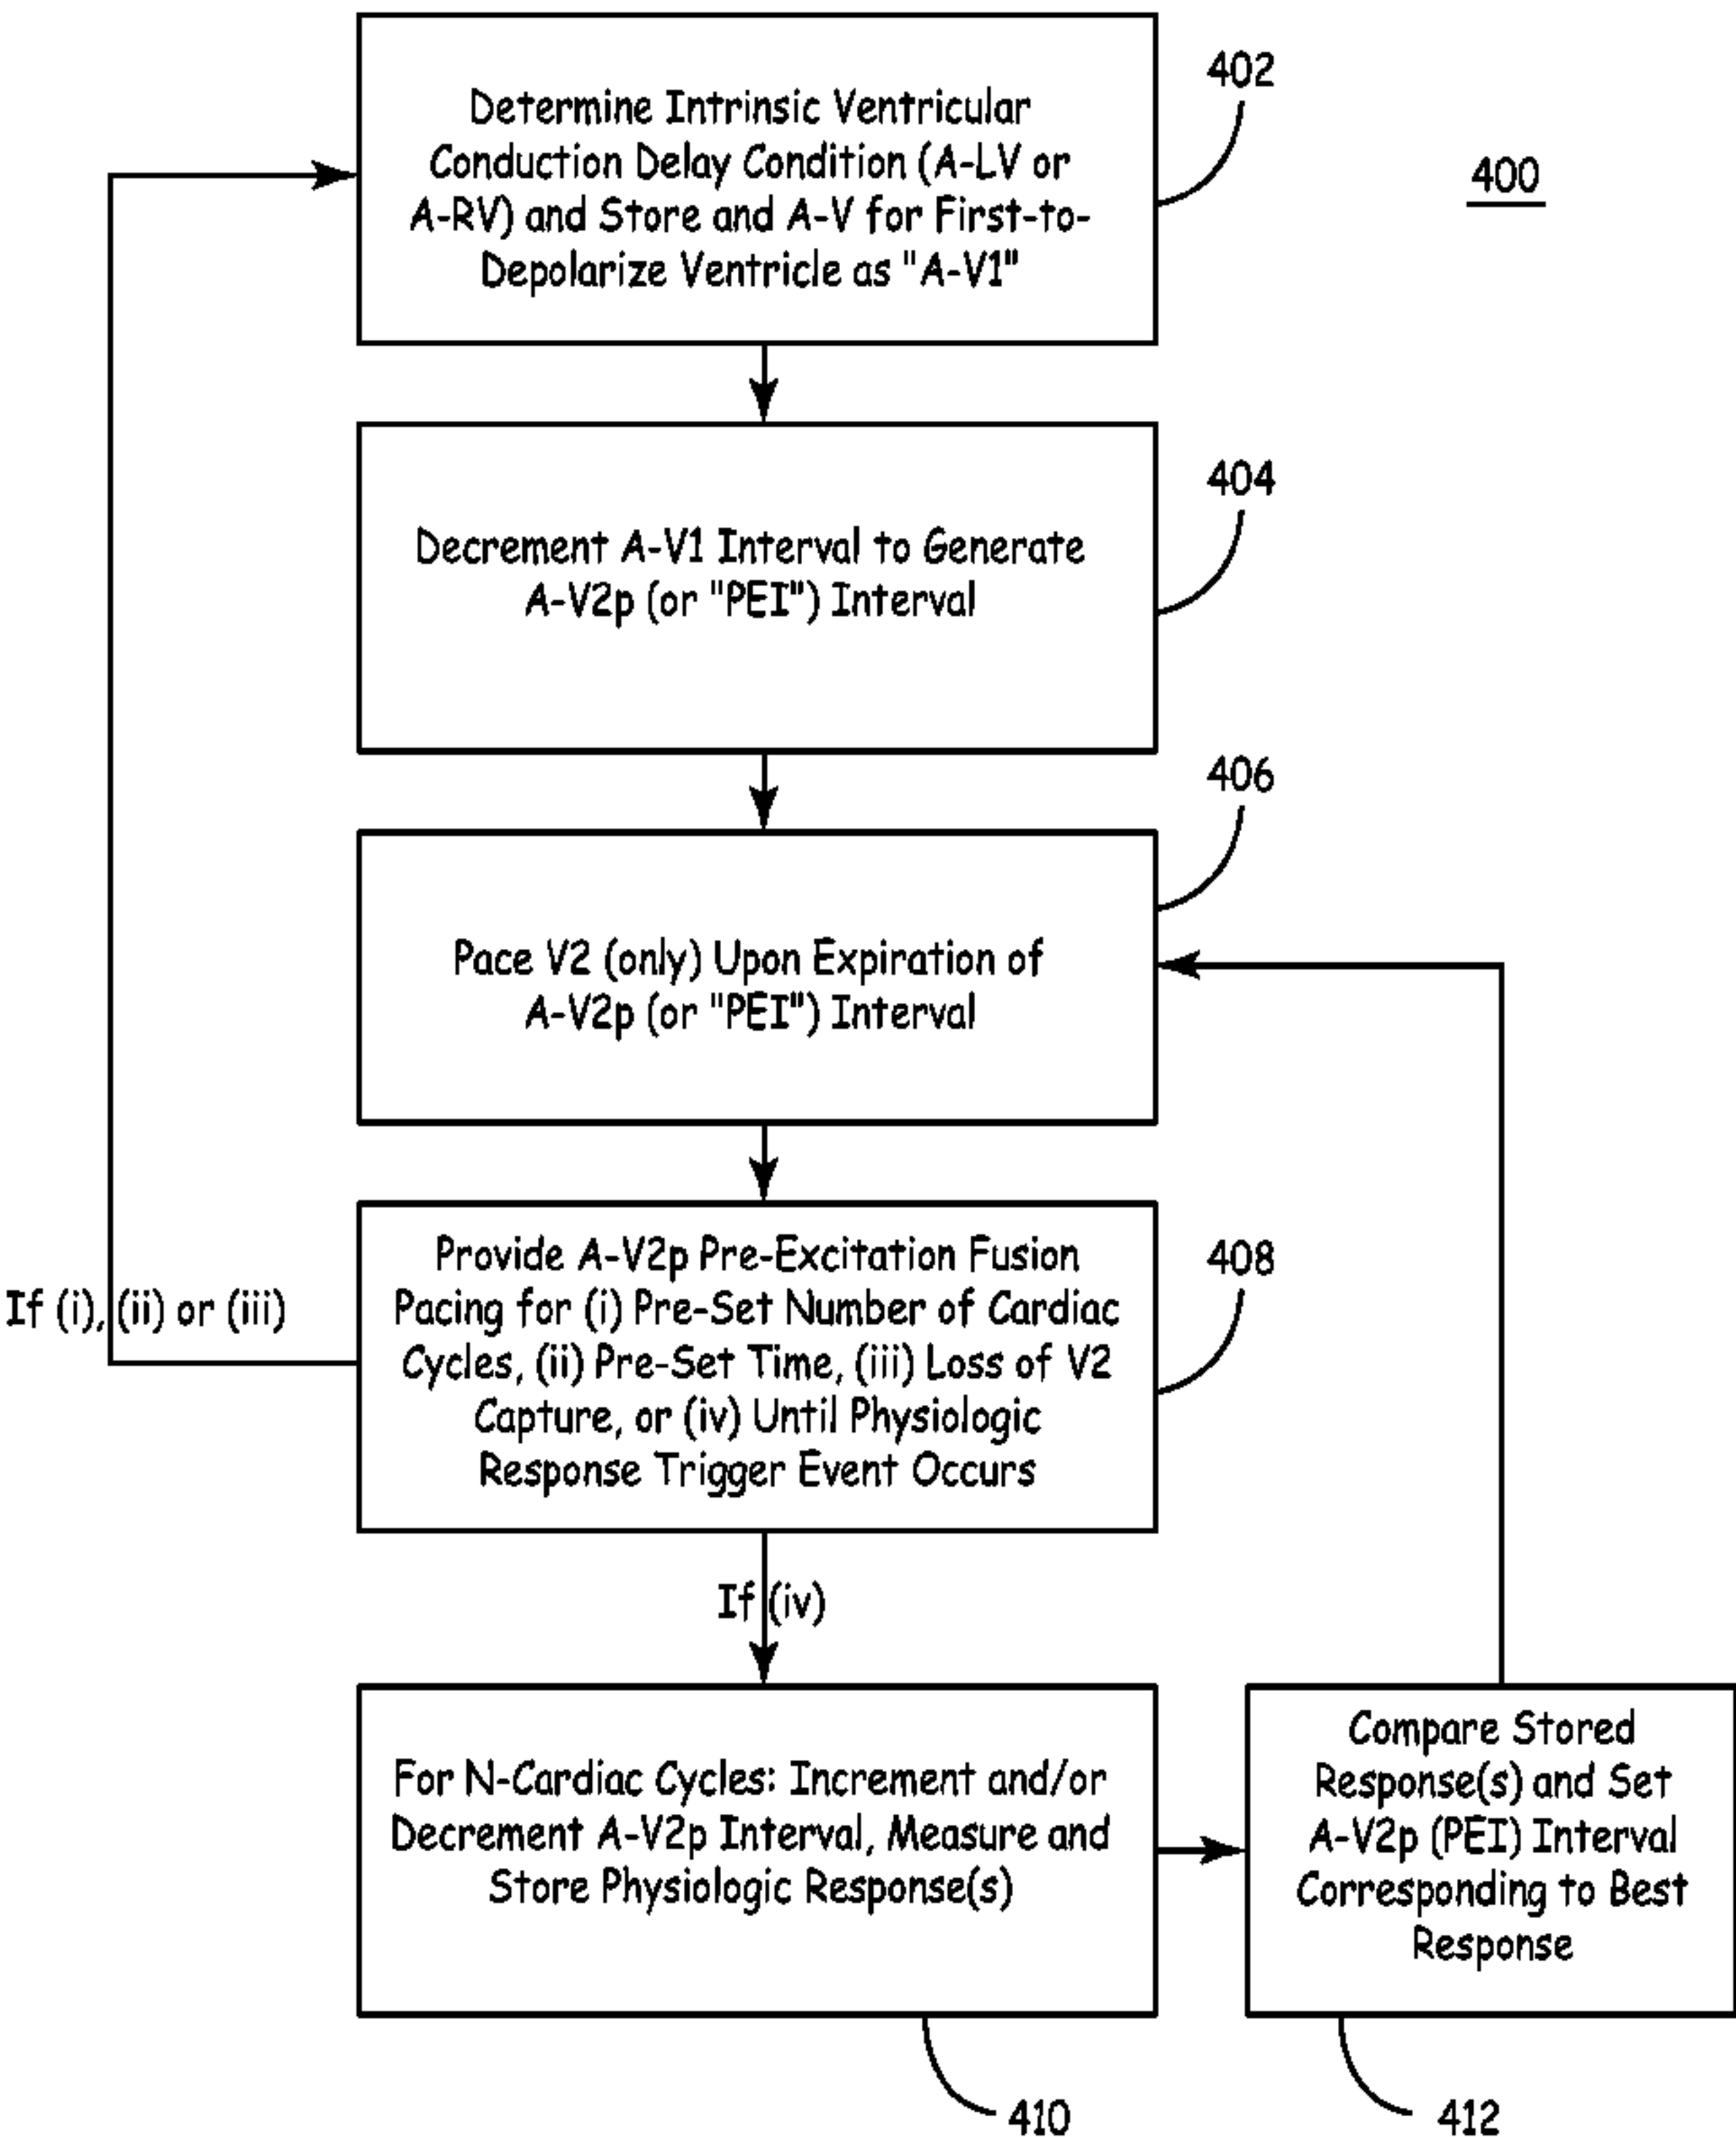 Determine Intrinsic Ventricular
Conduction Delay Condition (A-LV or
A-RV) and Store and A-V for First-to-
Depolarize Ventricle as "A-V1"
402
400
Decrement A-V1 Interval to Generate
A-V2p (or "PEI") Interval
404
Pace V2 (only) Upon Expiration of
A-V2p (or "PEI") Interval
406
Provide A-V2p Pre-Excitation Fusion
Pacing for (i) Pre-Set Number of Cardiac
Cycles, (ii) Pre-Set Time, (iii) Loss of V2
Capture, or (iv) Until Physiologic
Response Trigger Event Occurs
408
If (i), (ii) or (iii)
If (iv)
For N-Cardiac Cycles: Increment and/or
Decrement A-V2p Interval, Measure and
Store Physiologic Response(s)
410
Compare Stored
Response(s) and Set
A-V2p (PEI) Interval
Corresponding to Best
Response
412